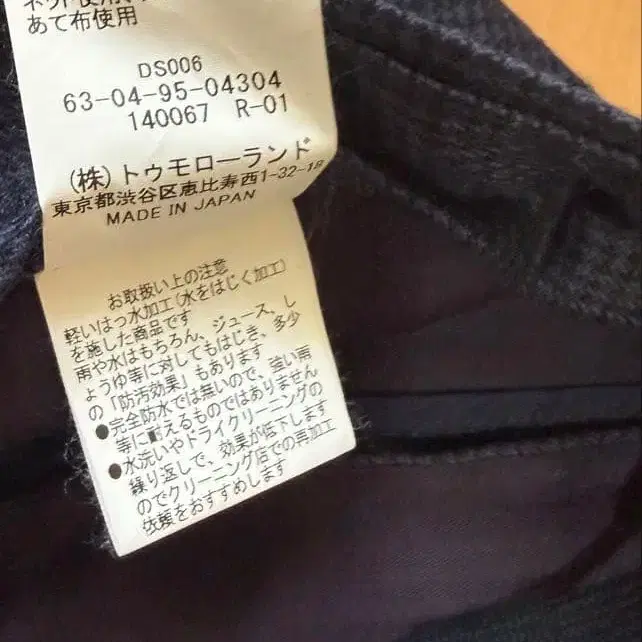 ネット使用、
あて布使用
DS006
63-04-95-04304
140067 R-01
(株)トゥモローランド
東京都渋谷区恵比寿西1-32-18
MADE IN JAPAN
お取扱い上の注意
軽いはっ水加工(水をはじく加工)
を施した商品です
雨や水はもちろん、ジュース、し
ょうゆ等に対してもはじき、多少
の「防汚効果」もあります
●完全防水では無いので、強い雨
等に耐えるものではありません
●水洗いやドライクリーニングの
繰り返しで、効果が低下します
のでクリーニング店での再加工
依頼をおすすめします